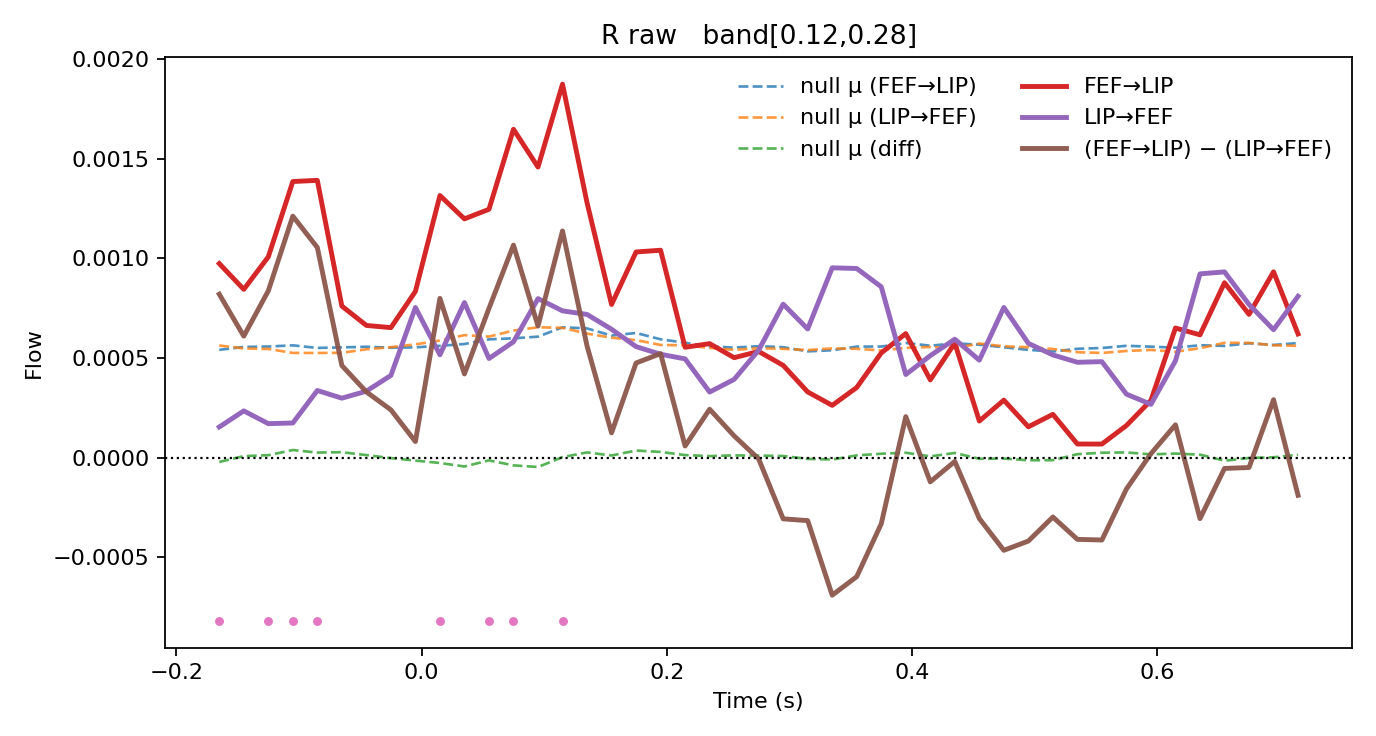 R raw   band[0.12,0.28]
null μ (FEF→LIP)
null μ (LIP→FEF)
null μ (diff)
FEF→LIP
LIP→FEF
(FEF→LIP) − (LIP→FEF)
Flow
0.0020
0.0015
0.0010
0.0005
0.0000
−0.0005
−0.2
0.0
0.2
0.4
0.6
Time (s)